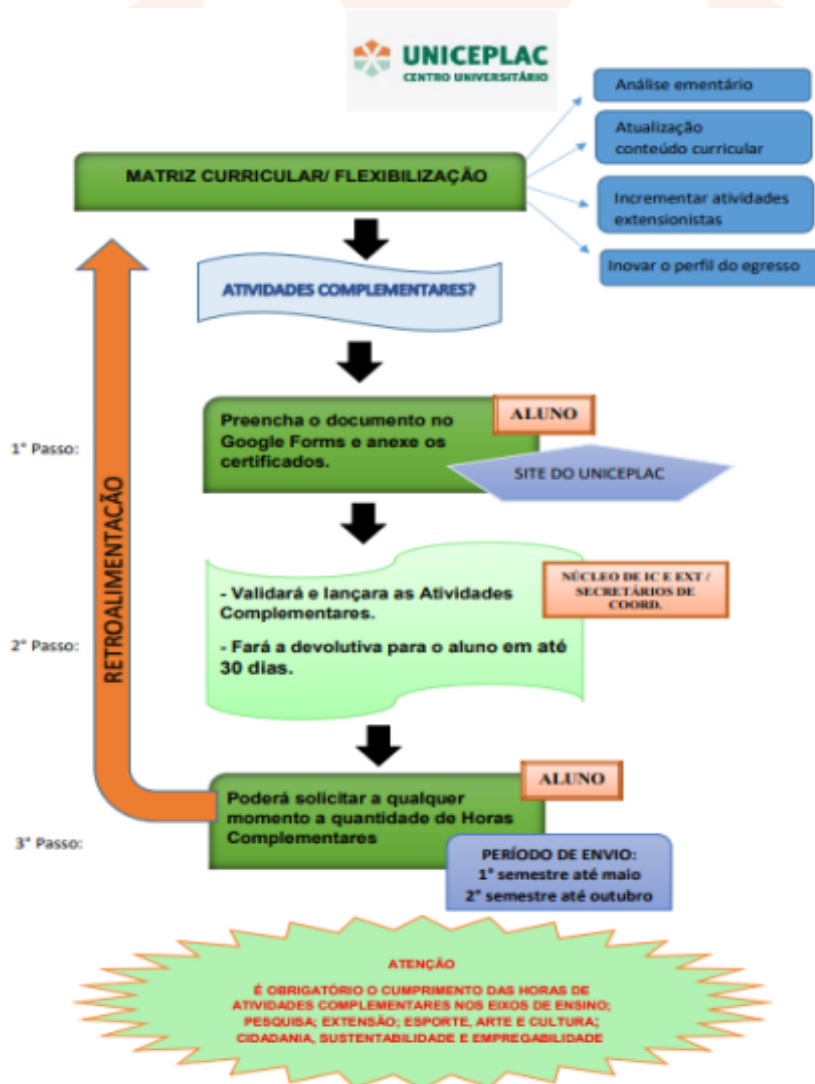 UNICEPLAC
CENTRO UNIVERSITÁRIO
Análise ementário
Atualização
conteúdo curricular
MATRIZ CURRICULAR/ FLEXIBILIZAÇÃO
Incrementar atividades
extensionistas
Inovar o perfil do egresso
ATIVIDADES COMPLEMENTARES?
ALUNO
1° Passo:
Preencha o documento no
Google Forms e anexe os
certificados.
SITE DO UNICEPLAC
RETROALIMENTACÃO
2° Passo:
- Validará e lançara as Atividades
Complementares.
- Fará a devolutiva para o aluno em até
30 dias.
NÚCLEO DE IC E EXT /
SECRETÁRIOS DE
COORD.
ALUNO
3° Passo:
Poderá solicitar a qualquer
momento a quantidade de Horas
Complementares
PERÍODO DE ENVIO:
1° semestre até maio
2° semestre até outubro
ATENÇÃO
É OBRIGATÓRIO O CUMPRIMENTO DAS HORAS DE
ATIVIDADES COMPLEMENTARES NOS EIXOS DE ENSINO;
PESQUISA; EXTENSÃO; ESPORTE, ARTE E CULTURA;
CIDADANIA, SUSTENTABILIDADE E EMPREGABILIDADE